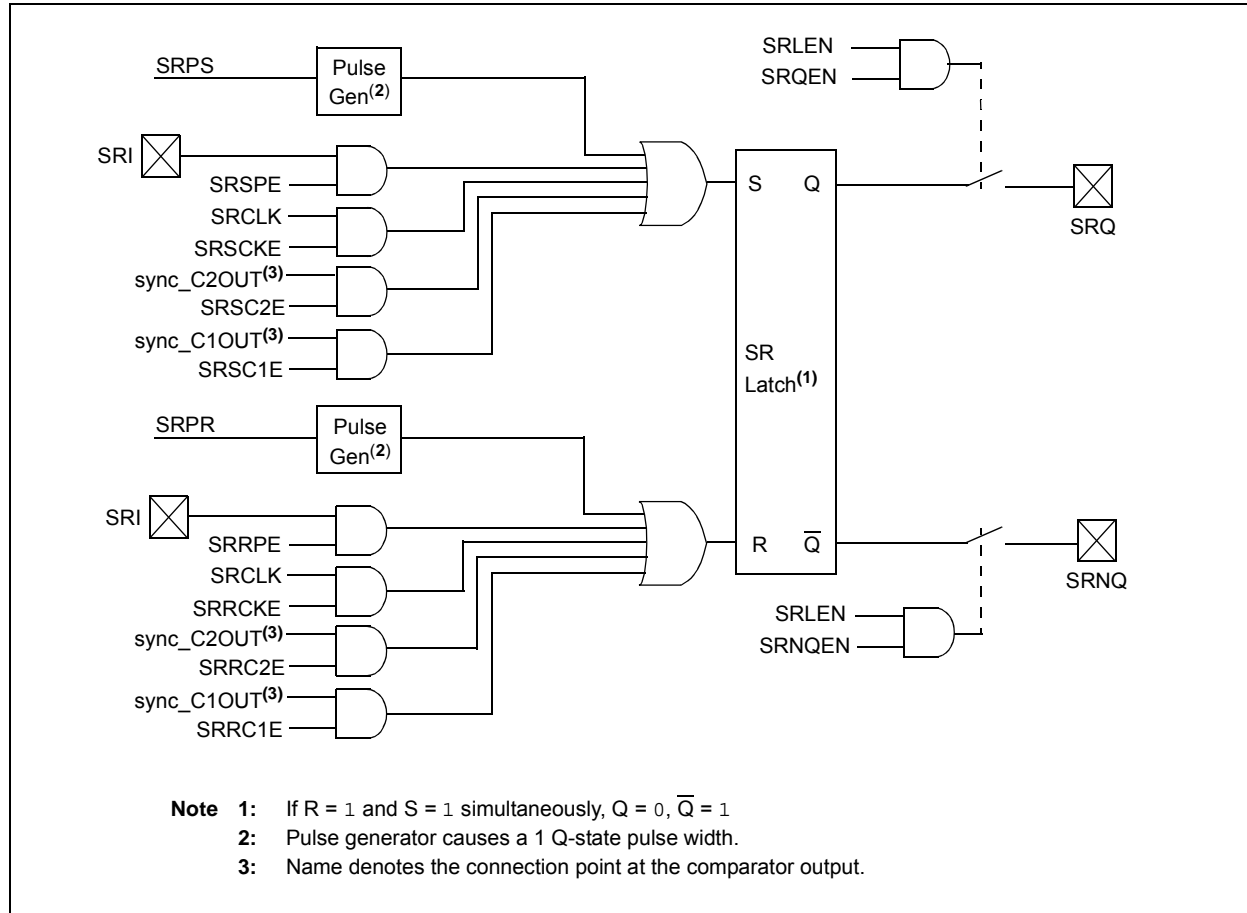 SRPS
Pulse
Gen(2)
SRI
SRSPE
SRCLK
SRSCKE
sync_C2OUT(3)
SRSC2E
sync_C1OUT(3)
SRSC1E
SRPR
Pulse
Gen(2)
SRI
SRRPE
SRCLK
SRRCKE
sync_C2OUT(3)
SRRC2E
sync_C1OUT(3)
SRRC1E
S Q
SR
Latch(1)
R Q̅
SRLEN
SRQEN
SRQ
SRNQ
SRLEN
SRNQEN
Note 1: If R = 1 and S = 1 simultaneously, Q = 0, Q̅ = 1
2: Pulse generator causes a 1 Q-state pulse width.
3: Name denotes the connection point at the comparator output.